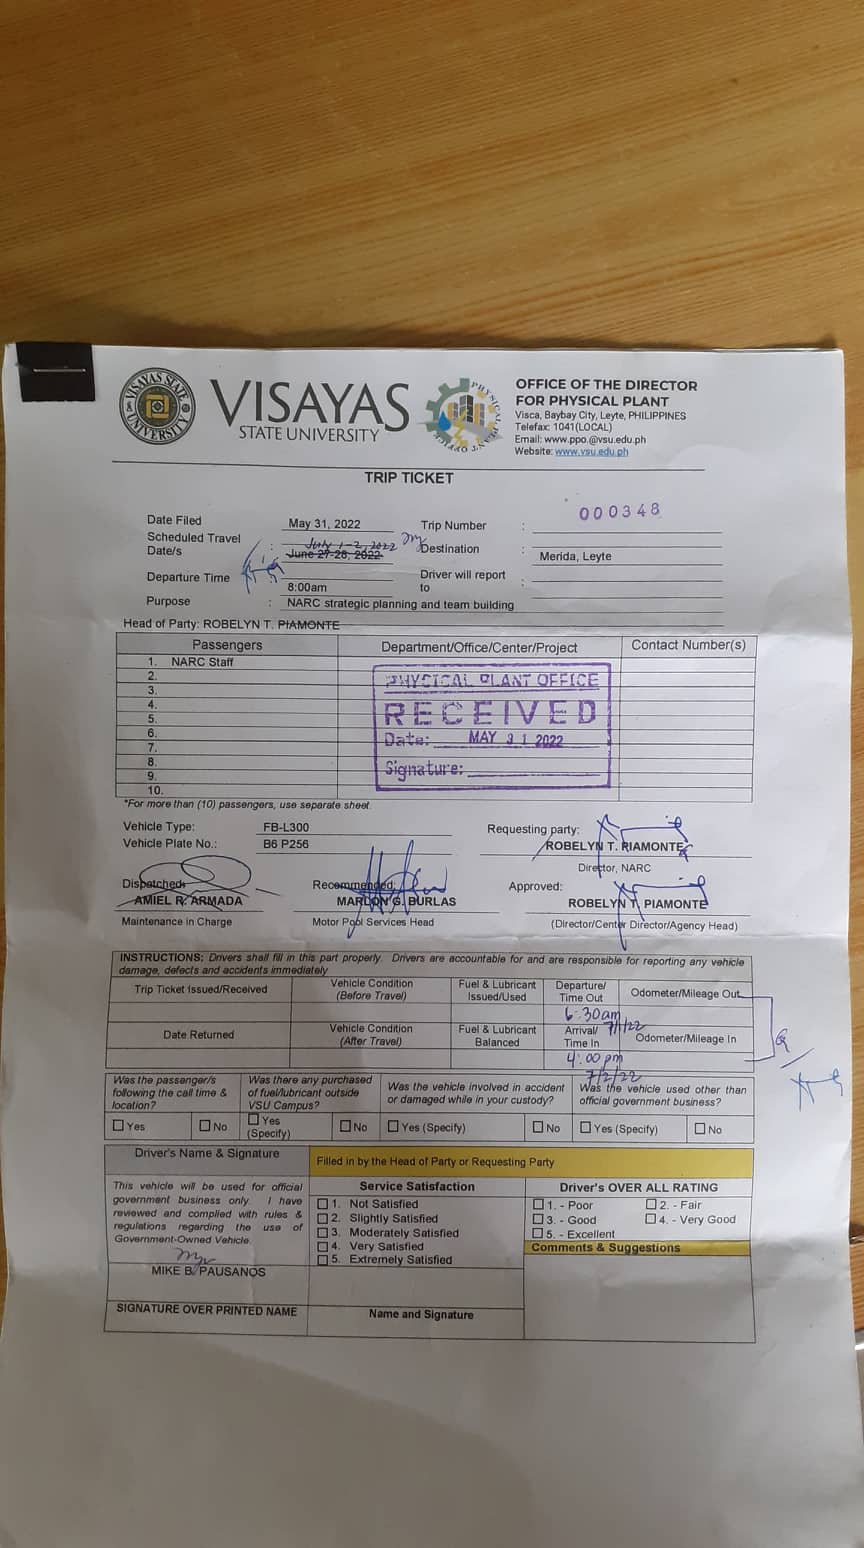 VISAYAS STATE UNIVERSITY
VISAYAS
STATE UNIVERSITY
PHYSICAL PLANT OFFICE
OFFICE OF THE DIRECTOR
FOR PHYSICAL PLANT
Visca, Baybay City, Leyte, PHILIPPINES
Telefax: 1041(LOCAL)
Email: www.ppo.@vsu.edu.ph
Website: www.vsu.edu.ph
TRIP TICKET
000348
Date Filed May 31, 2022 Trip Number :
Scheduled Travel Date/s : July 1-2, 2022 June 27-28, 2022 Destination : Merida, Leyte
Departure Time 8:00am Driver will report to :
Purpose : NARC strategic planning and team building
Head of Party: ROBELYN T. PIAMONTE
Passengers Department/Office/Center/Project Contact Number(s)
1. NARC Staff
2.
3.
4.
5.
6.
7.
8.
9.
10.
PHYSICAL PLANT OFFICE
RECEIVED
Date: MAY 31 2022
Signature:
*For more than (10) passengers, use separate sheet.
Vehicle Type: FB-L300 Requesting party:
Vehicle Plate No.: B6 P256 ROBELYN T. PIAMONTE
Director, NARC
Dispatched: Recommended: Approved:
AMIEL R. ARMADA MARLON G. BURLAS ROBELYN T. PIAMONTE
Maintenance in Charge Motor Pool Services Head (Director/Center Director/Agency Head)
INSTRUCTIONS: Drivers shall fill in this part properly. Drivers are accountable for and are responsible for reporting any vehicle
damage, defects and accidents immediately
Trip Ticket Issued/Received Vehicle Condition (Before Travel) Fuel & Lubricant Issued/Used Departure/ Time Out Odometer/Mileage Out
6:30am
7/1/22
Date Returned Vehicle Condition (After Travel) Fuel & Lubricant Balanced Arrival/ Time In Odometer/Mileage In
4:00 pm
7/2/22
Was the passenger/s following the call time & location? Was there any purchased of fuel/lubricant outside VSU Campus? Was the vehicle involved in accident or damaged while in your custody? Was the vehicle used other than official government business?
Yes No Yes (Specify) No Yes (Specify) No Yes (Specify) No
Driver's Name & Signature Filled in by the Head of Party or Requesting Party
This vehicle will be used for official
government business only. I have
reviewed and complied with rules &
regulations regarding the use of
Government-Owned Vehicle.
MIKE B. PAUSANOS
SIGNATURE OVER PRINTED NAME
Service Satisfaction
1. Not Satisfied
2. Slightly Satisfied
3. Moderately Satisfied
4. Very Satisfied
5. Extremely Satisfied
Name and Signature
Driver's OVER ALL RATING
1. - Poor 2. - Fair
3. - Good 4. - Very Good
5. - Excellent
Comments & Suggestions